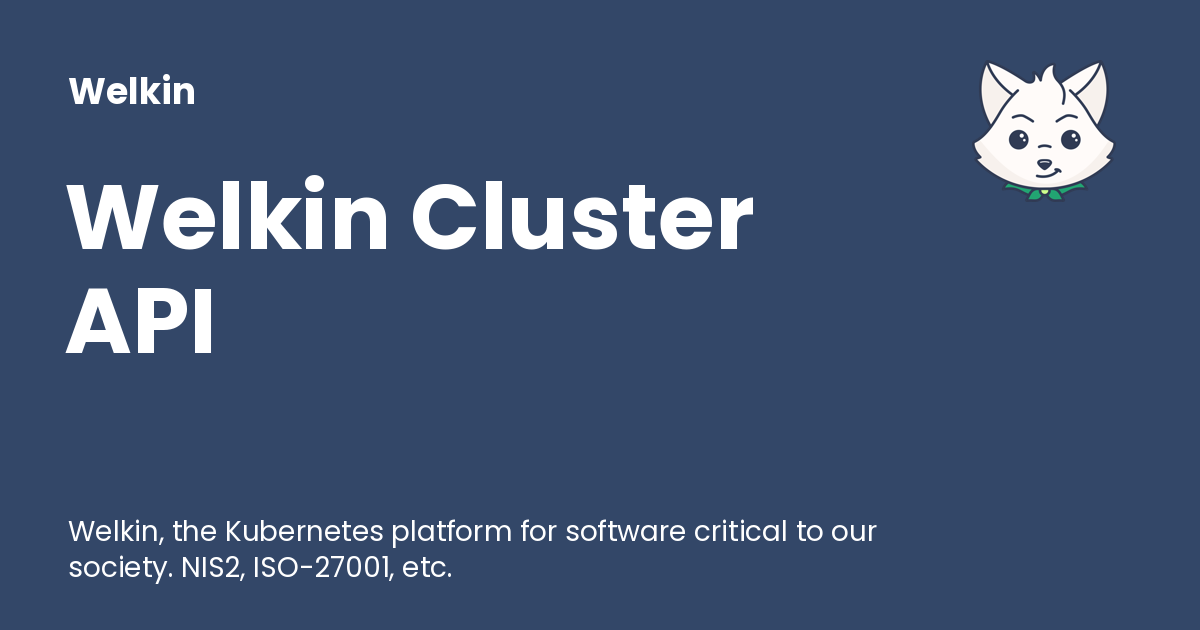 Welkin
Welkin Cluster
API
Welkin, the Kubernetes platform for software critical to our
society. NIS2, ISO-27001, etc.